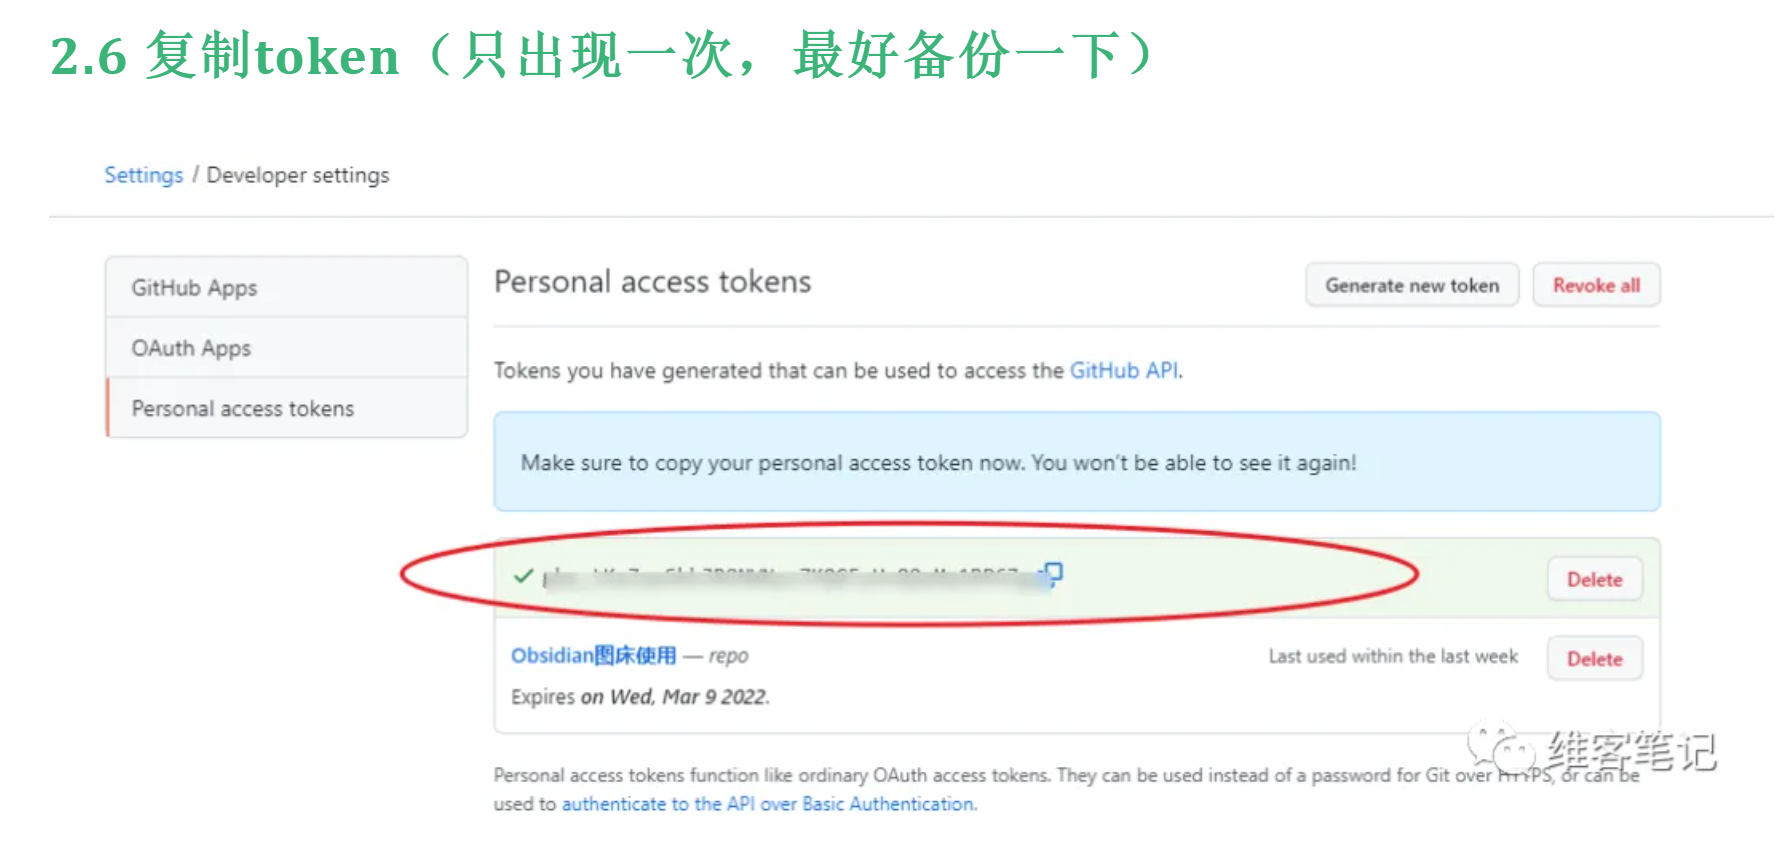 2.6 复制token（只出现一次，最好备份一下）
Settings / Developer settings
GitHub Apps
OAuth Apps
Personal access tokens
Personal access tokens
Generate new token
Revoke all
Tokens you have generated that can be used to access the GitHub API.
Make sure to copy your personal access token now. You won't be able to see it again!
Delete
Obsidian图床使用 — repo
Last used within the last week
Delete
Expires on Wed, Mar 9 2022.
Personal access tokens function like ordinary OAuth access tokens. They can be used instead of a password for Git over HTTPS, or can be
used to authenticate to the API over Basic Authentication.
维客笔记